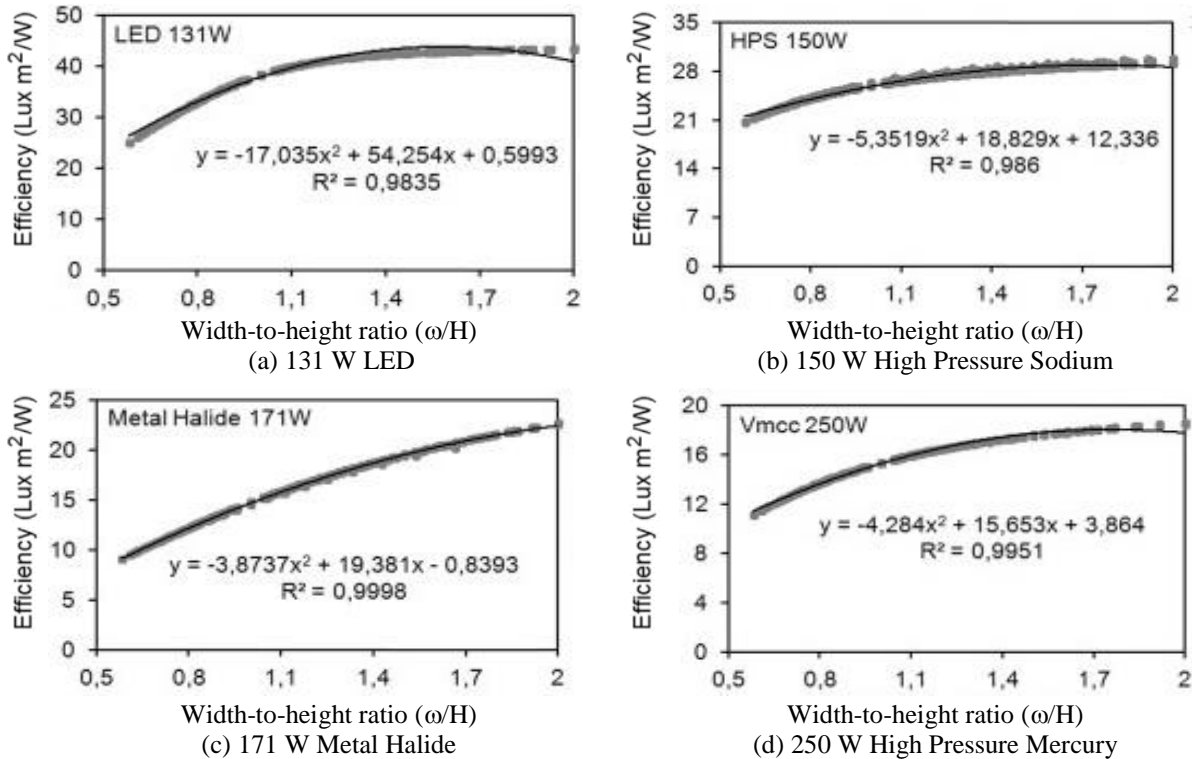 50
40
30
20
10
0
Efficiency (Lux m²/W)
LED 131W
y = -17,035x² + 54,254x + 0,5993
R² = 0,9835
0,5 0,8 1,1 1,4 1,7 2
Width-to-height ratio (ω/H)
(a) 131 W LED
35
28
21
14
7
0
Efficiency (Lux m²/W)
HPS 150W
y = -5,3519x² + 18,829x + 12,336
R² = 0,986
0,5 0,8 1,1 1,4 1,7 2
Width-to-height ratio (ω/H)
(b) 150 W High Pressure Sodium
25
20
15
10
5
0
Efficiency (Lux m²/W)
Metal Halide 171W
y = -3,8737x² + 19,381x - 0,8393
R² = 0,9998
0,5 0,8 1,1 1,4 1,7 2
Width-to-height ratio (ω/H)
(c) 171 W Metal Halide
20
16
12
8
4
0
Efficiency (Lux m²/W)
Vmcc 250W
y = -4,284x² + 15,653x + 3,864
R² = 0,9951
0,5 0,8 1,1 1,4 1,7 2
Width-to-height ratio (ω/H)
(d) 250 W High Pressure Mercury